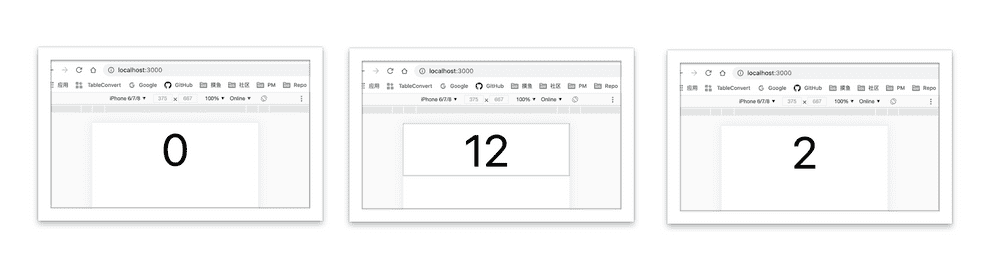 localhost:3000
应用 TableConvert Google GitHub 摸鱼 社区 PM Repo
iPhone 6/7/8 ▼ 375 × 667 100% ▼ Online ▼
0
localhost:3000
应用 TableConvert Google GitHub 摸鱼 社区 PM Repo
iPhone 6/7/8 ▼ 375 × 667 100% ▼ Online ▼
12
localhost:3000
应用 TableConvert Google GitHub 摸鱼 社区 PM Repo
iPhone 6/7/8 ▼ 375 × 667 100% ▼ Online ▼
2